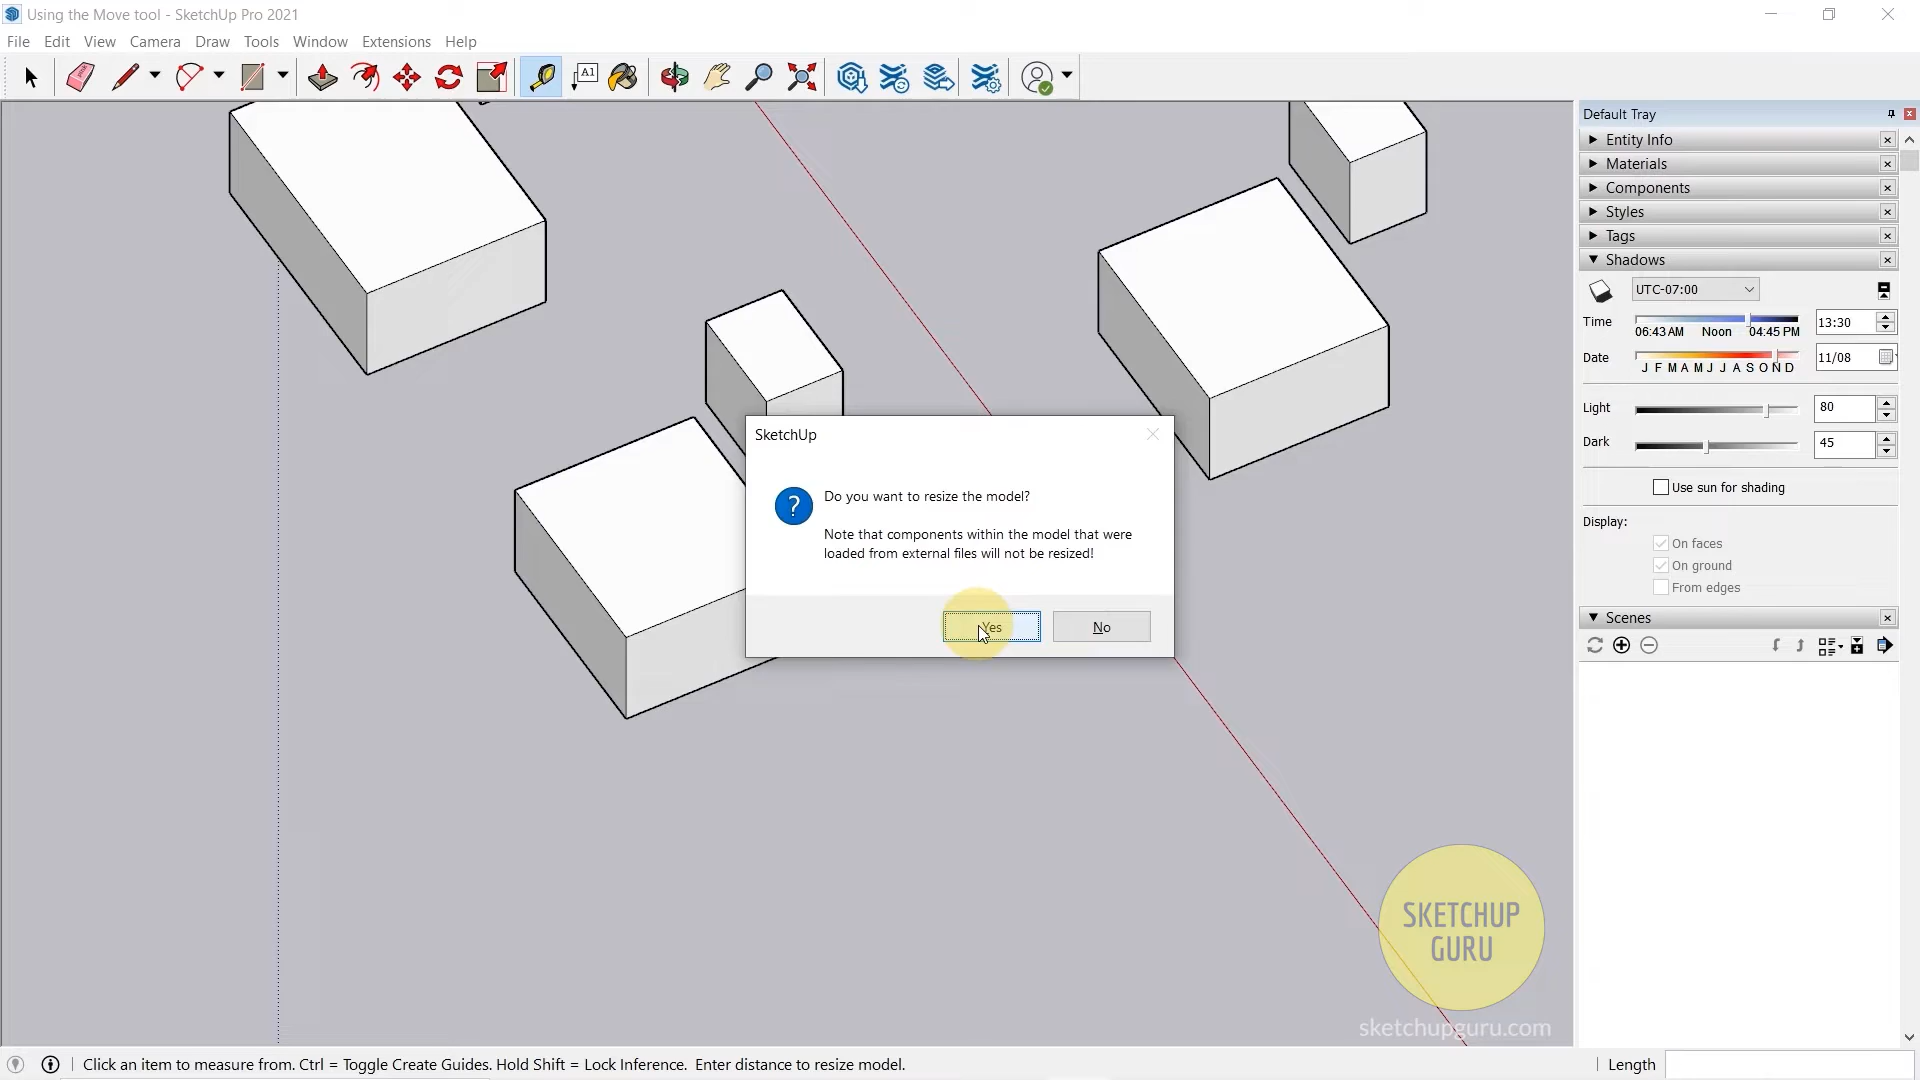 Using the Move tool - SketchUp Pro 2021
File Edit View Camera Draw Tools Window Extensions Help
A1
Default Tray
Entity Info
Materials
Components
Styles
Tags
Shadows
UTC-07:00
Time
06:43 AM Noon 04:45 PM
13:30
Date
J F M A M J J A S O N D
11/08
Light
80
Dark
45
Use sun for shading
Display:
On faces
On ground
From edges
Scenes
SketchUp
Do you want to resize the model?
Note that components within the model that were
loaded from external files will not be resized!
Yes No
SKETCHUP
GURU
sketchupguru.com
Click an item to measure from. Ctrl = Toggle Create Guides. Hold Shift = Lock Inference. Enter distance to resize model.
Length